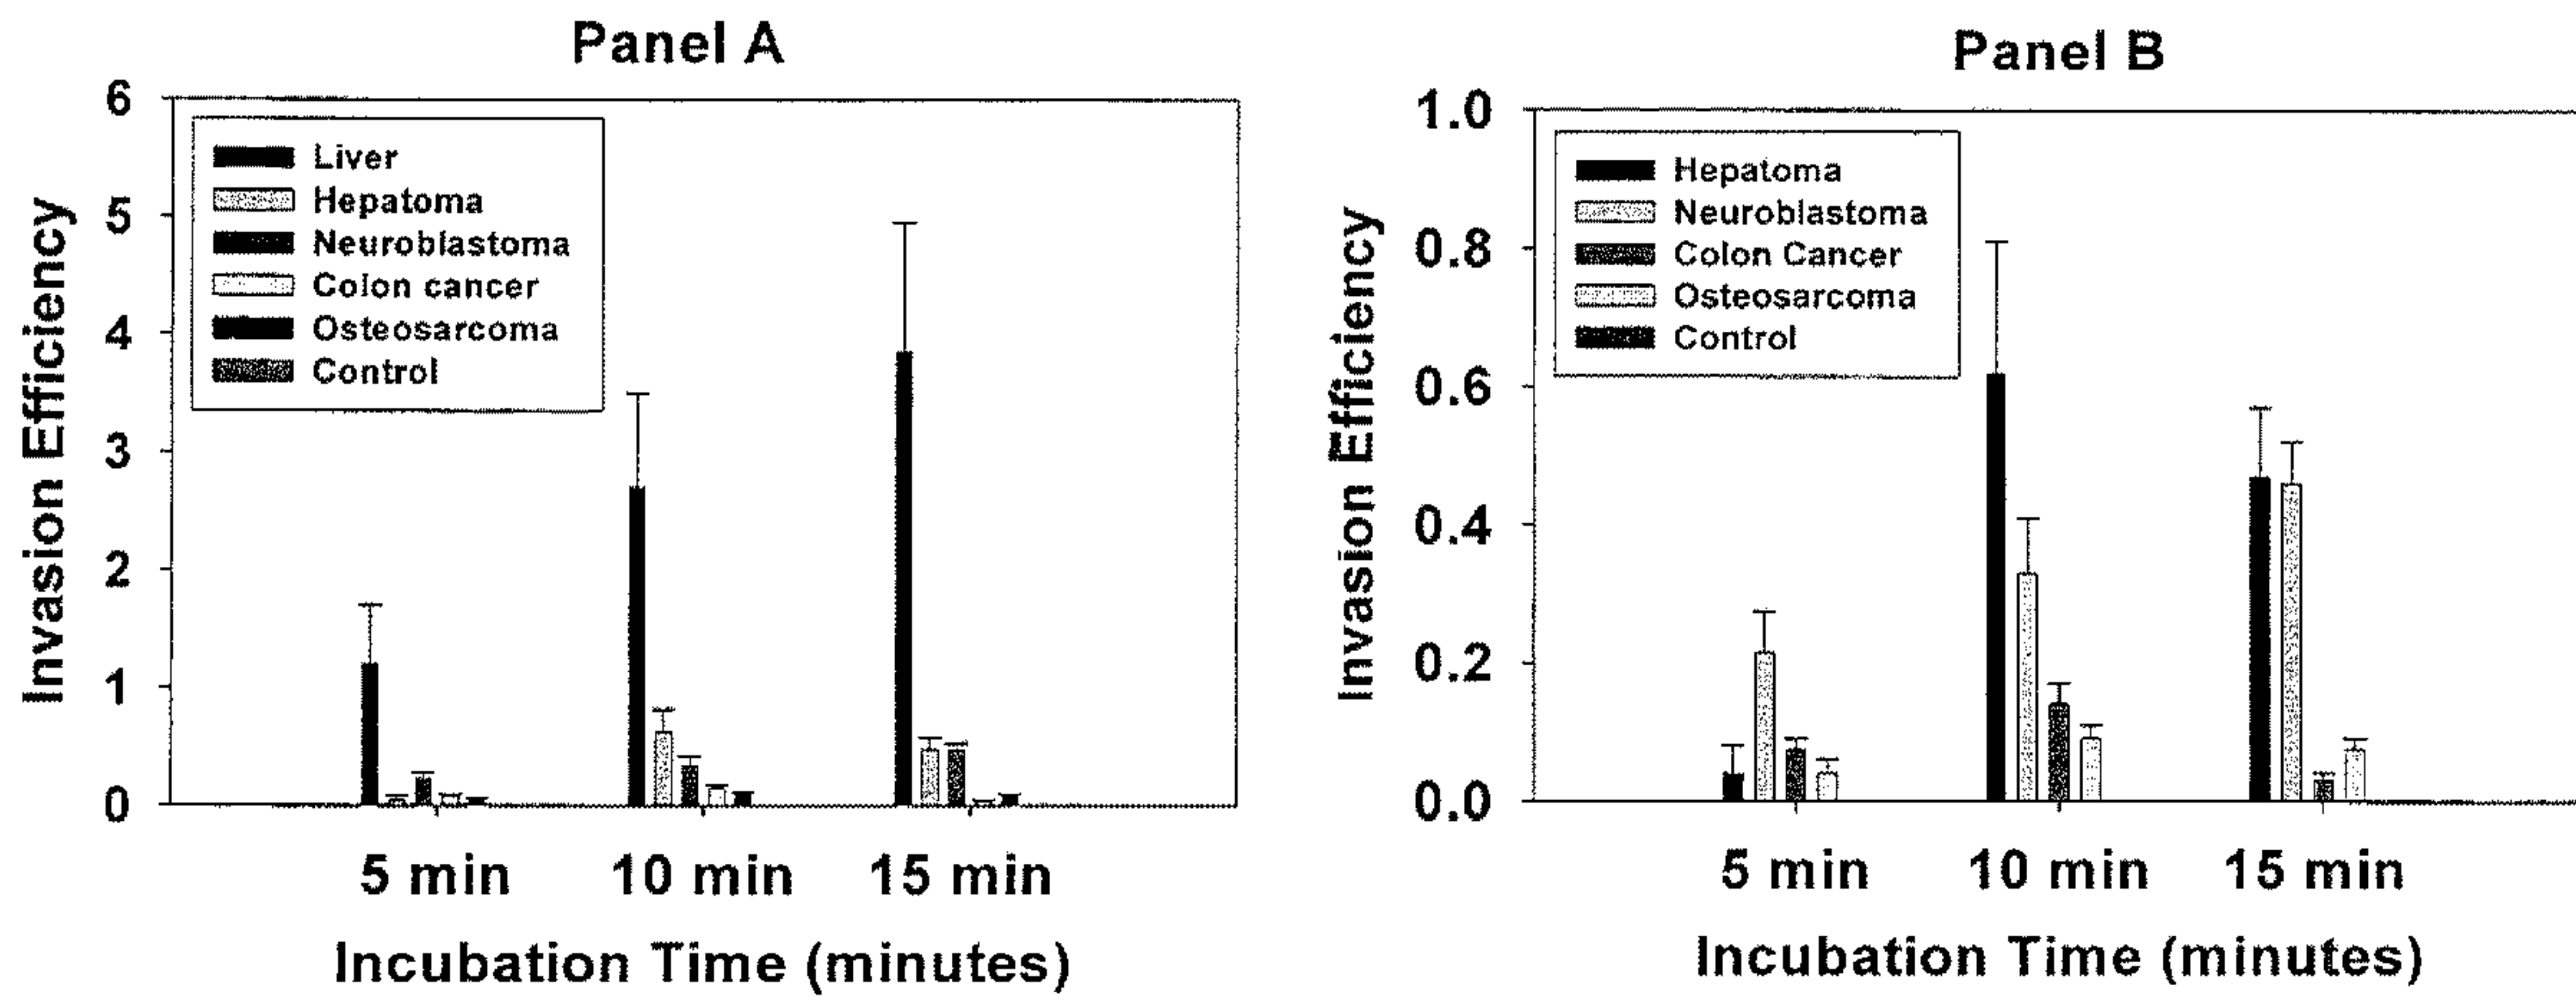 Panel A
6
5
4
3
2
1
0
Invasion Efficiency
Liver
Hepatoma
Neuroblastoma
Colon cancer
Osteosarcoma
Control
5 min
10 min
15 min
Incubation Time (minutes)
Panel B
1.0
0.8
0.6
0.4
0.2
0.0
Invasion Efficiency
Hepatoma
Neuroblastoma
Colon Cancer
Osteosarcoma
Control
5 min
10 min
15 min
Incubation Time (minutes)